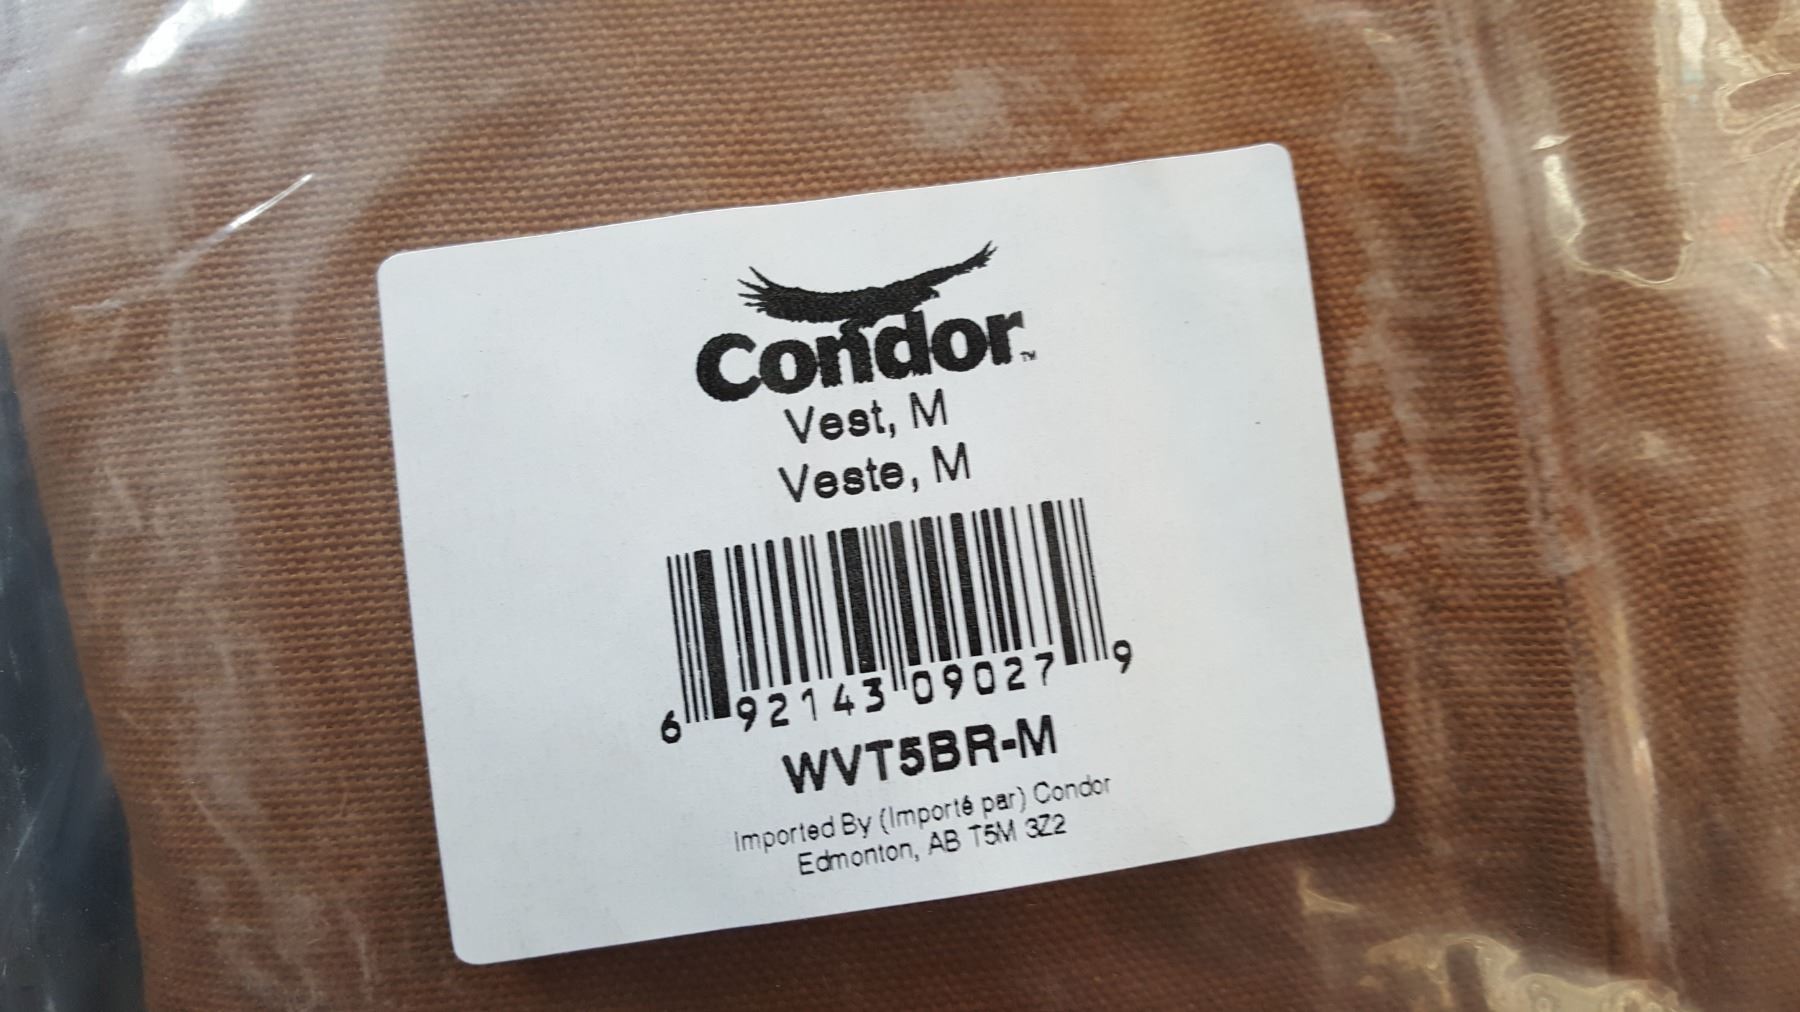 Condor™
Vest, M
Veste, M
6 92143 09027 9
WVT5BR-M
Imported By (Importé par) Condor
Edmonton, AB T5M 3Z2